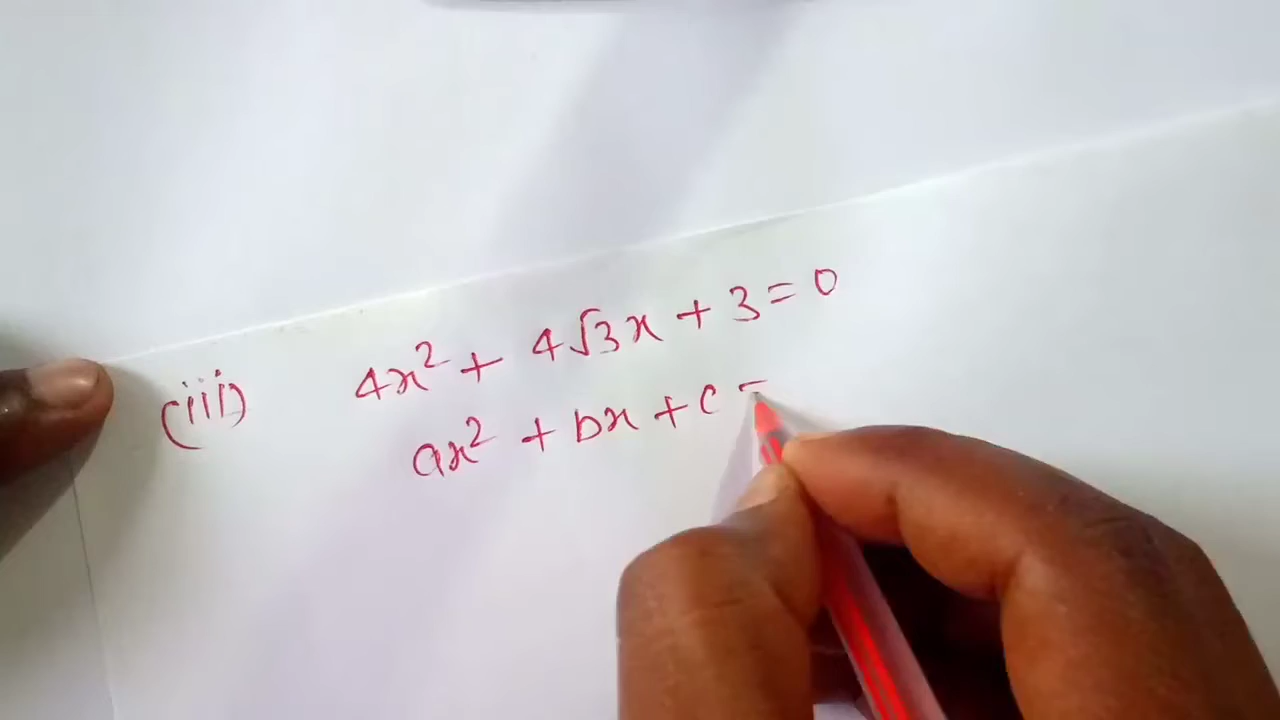 (iii) 4x² + 4√3x + 3 = 0
ax² + bx + c =